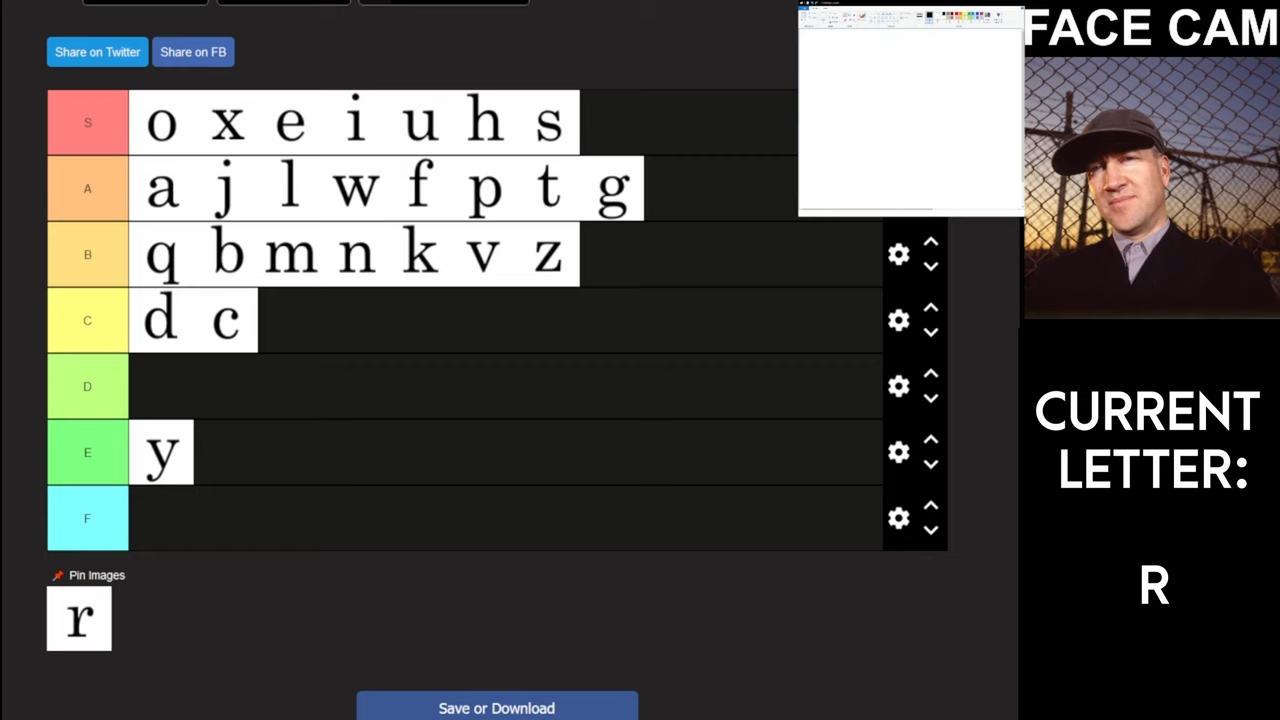 Share on Twitter Share on FB
FACE CAM
S o x e i u h s
A a j l w f p t g
B q b m n k v z
C d c
D
E y
F
CURRENT
LETTER:
R
Pin Images
r
Save or Download